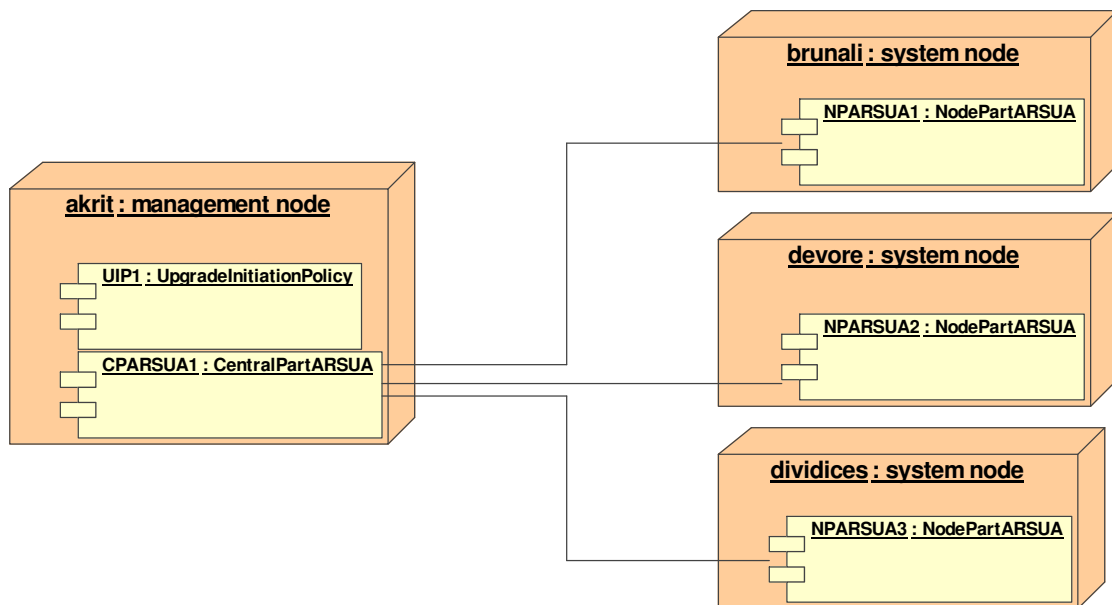 brunali : system node
NPARSUA1 : NodePartARSUA
akrit : management node
UIP1 : UpgradeInitiationPolicy
CPARSUA1 : CentralPartARSUA
devore : system node
NPARSUA2 : NodePartARSUA
dividices : system node
NPARSUA3 : NodePartARSUA